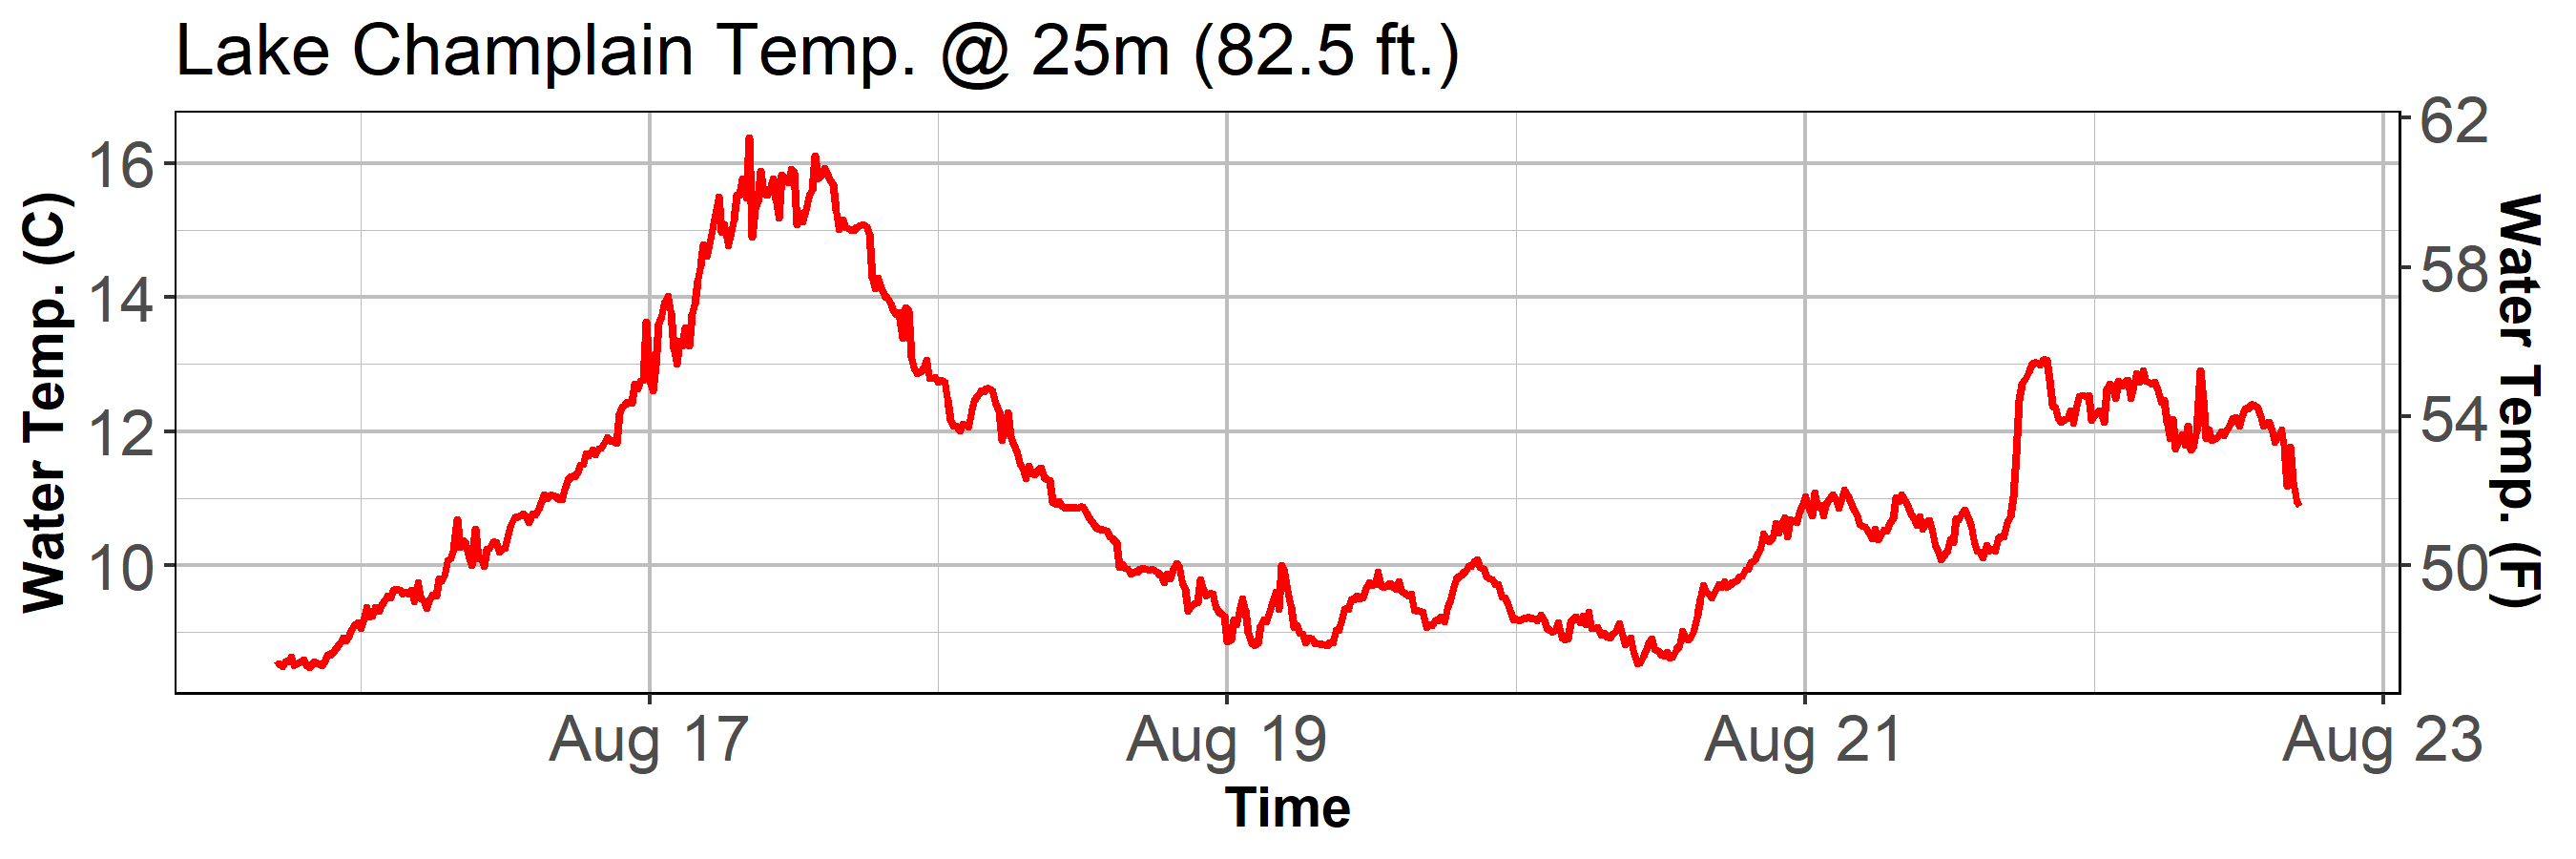 Lake Champlain Temp. @ 25m (82.5 ft.)
Water Temp. (C)
16
14
12
10
62
58
54
50
Water Temp. (F)
Aug 17 Aug 19 Aug 21 Aug 23
Time